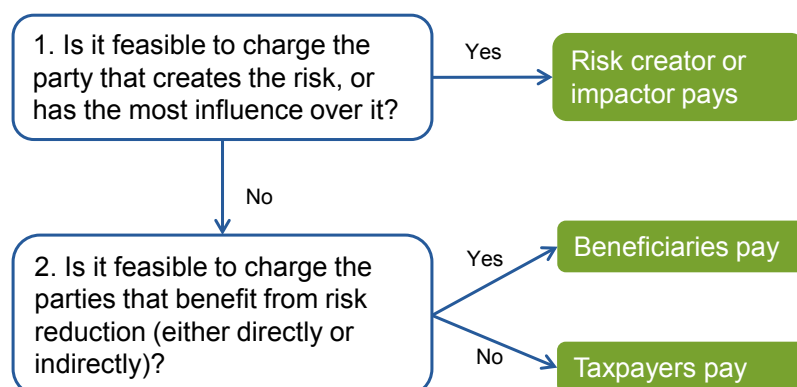 1. Is it feasible to charge the
party that creates the risk, or
has the most influence over it?
Yes
Risk creator or
impactor pays
No
2. Is it feasible to charge the
parties that benefit from risk
reduction (either directly or
indirectly)?
Yes
Beneficiaries pay
No
Taxpayers pay